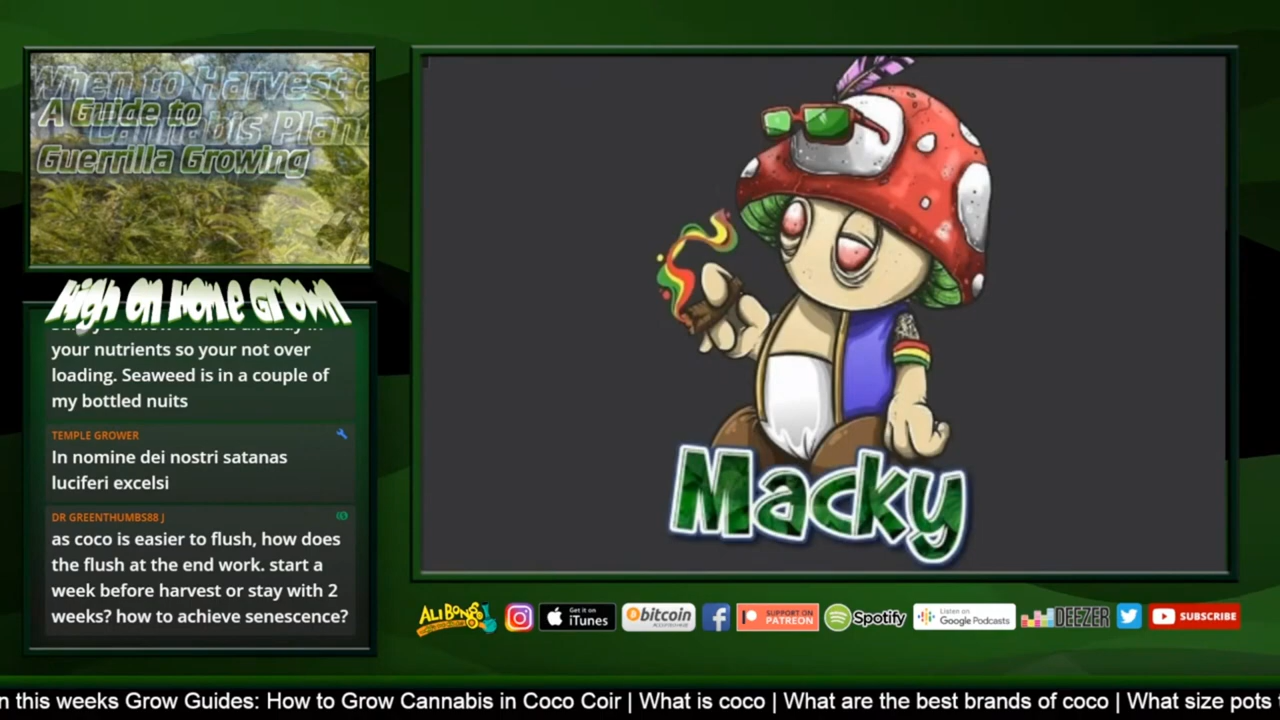 When to Harvest a
A Guide to
Cannabis Plant
Guerrilla Growing
High on Home Grown
your nutrients so your not over
loading. Seaweed is in a couple of
my bottled nuits
TEMPLE GROWER
In nomine dei nostri satanas
luciferi excelsi
DR GREENTHUMBS88 J
as coco is easier to flush, how does
the flush at the end work. start a
week before harvest or stay with 2
weeks? how to achieve senescence?
Macky
ALI BONGO
Get it on
iTunes
bitcoin
SUPPORT ON
PATREON
Spotify
Listen on
Google Podcasts
DEEZER
SUBSCRIBE
n this weeks Grow Guides: How to Grow Cannabis in Coco Coir | What is coco | What are the best brands of coco | What size pots